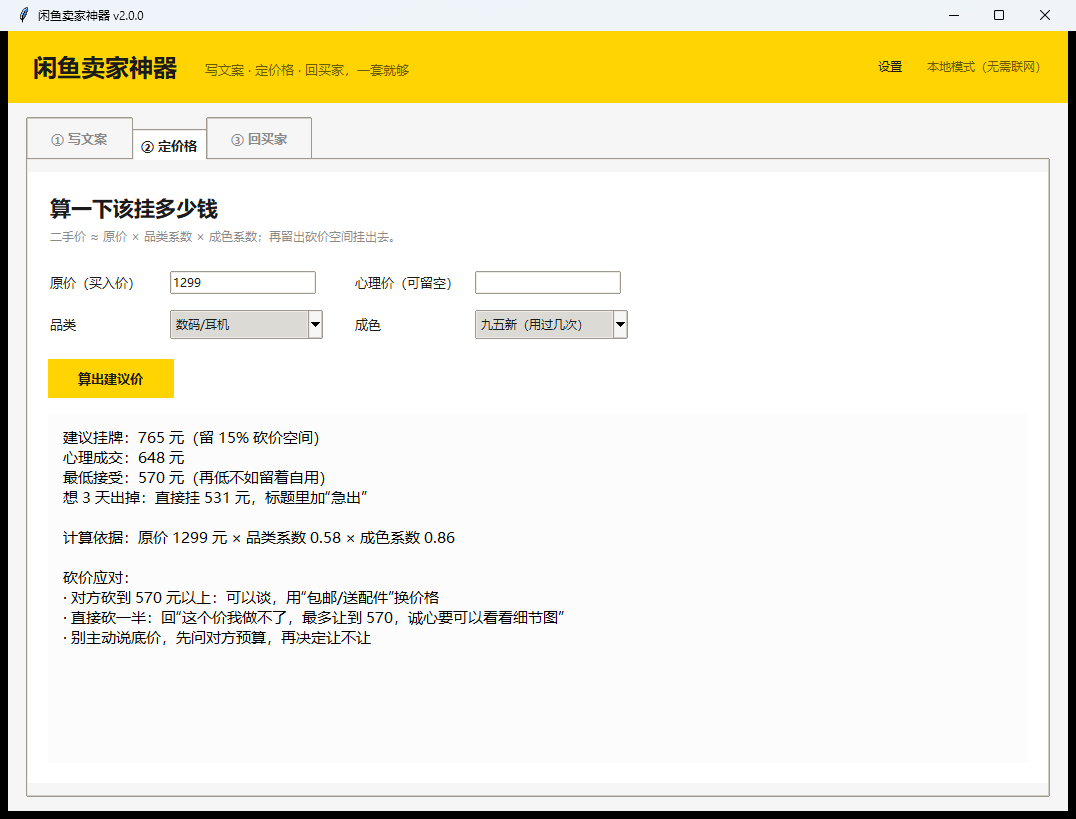 闲鱼卖家神器 v2.0.0
闲鱼卖家神器 写文案 · 定价格 · 回买家，一套就够 设置 本地模式（无需联网）
① 写文案 ② 定价格 ③ 回买家
算一下该挂多少钱
二手价 ≈ 原价 × 品类系数 × 成色系数；再留出砍价空间挂出去。
原价（买入价） 1299 心理价（可留空）
品类 数码/耳机 成色 九五新（用过几次）
算出建议价
建议挂牌：765 元（留 15% 砍价空间）
心理成交：648 元
最低接受：570 元（再低不如留着自用）
想 3 天出掉：直接挂 531 元，标题里加“急出”
计算依据：原价 1299 元 × 品类系数 0.58 × 成色系数 0.86
砍价应对：
· 对方砍到 570 元以上：可以谈，用“包邮/送配件”换价格
· 直接砍一半：回“这个价我做不了，最多让到 570，诚心要可以看看细节图”
· 别主动说底价，先问对方预算，再决定让不让